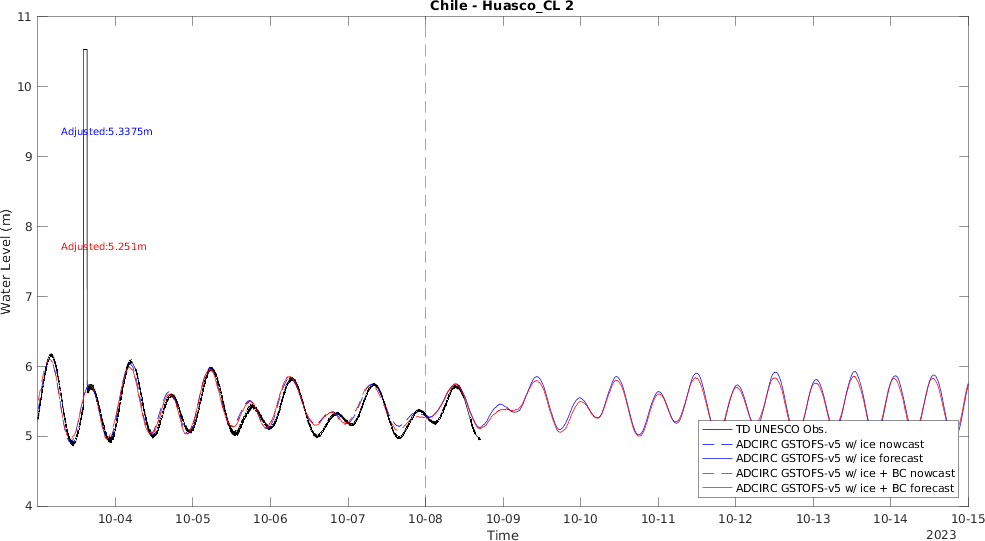 Chile - Huasco_CL 2
11
10
9
8
7
6
5
4
Water Level (m)
Adjusted:5.3375m
Adjusted:5.251m
TD UNESCO Obs.
ADCIRC GSTOFS-v5 w/ ice nowcast
ADCIRC GSTOFS-v5 w/ ice forecast
ADCIRC GSTOFS-v5 w/ ice + BC nowcast
ADCIRC GSTOFS-v5 w/ ice + BC forecast
10-04 10-05 10-06 10-07 10-08 10-09 10-10 10-11 10-12 10-13 10-14 10-15
Time
2023